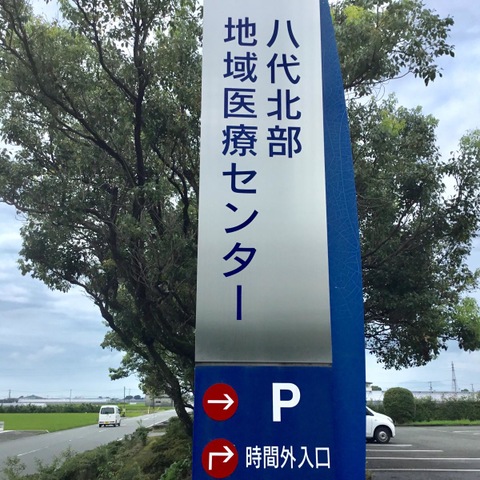 八代北部
地域医療センター
P
時間外入口